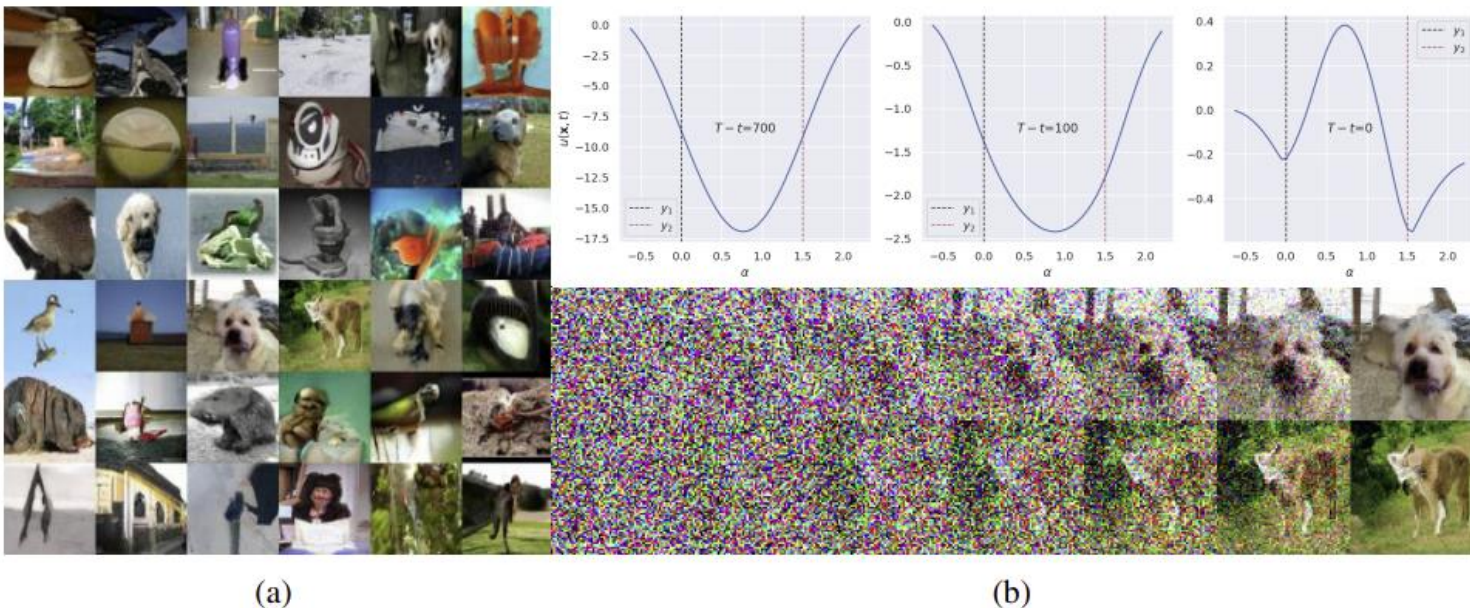 0.0
−2.5
−5.0
−7.5
−10.0
−12.5
−15.0
−17.5
u(x, t)
T − t=700
y₁
y₂
−0.5 0.0 0.5 1.0 1.5 2.0
α
0.0
−0.5
−1.0
−1.5
−2.0
−2.5
T − t=100
y₁
y₂
−0.5 0.0 0.5 1.0 1.5 2.0
α
0.4
0.2
0.0
−0.2
−0.4
y₁
y₂
T − t=0
−0.5 0.0 0.5 1.0 1.5 2.0
α
(a)
(b)